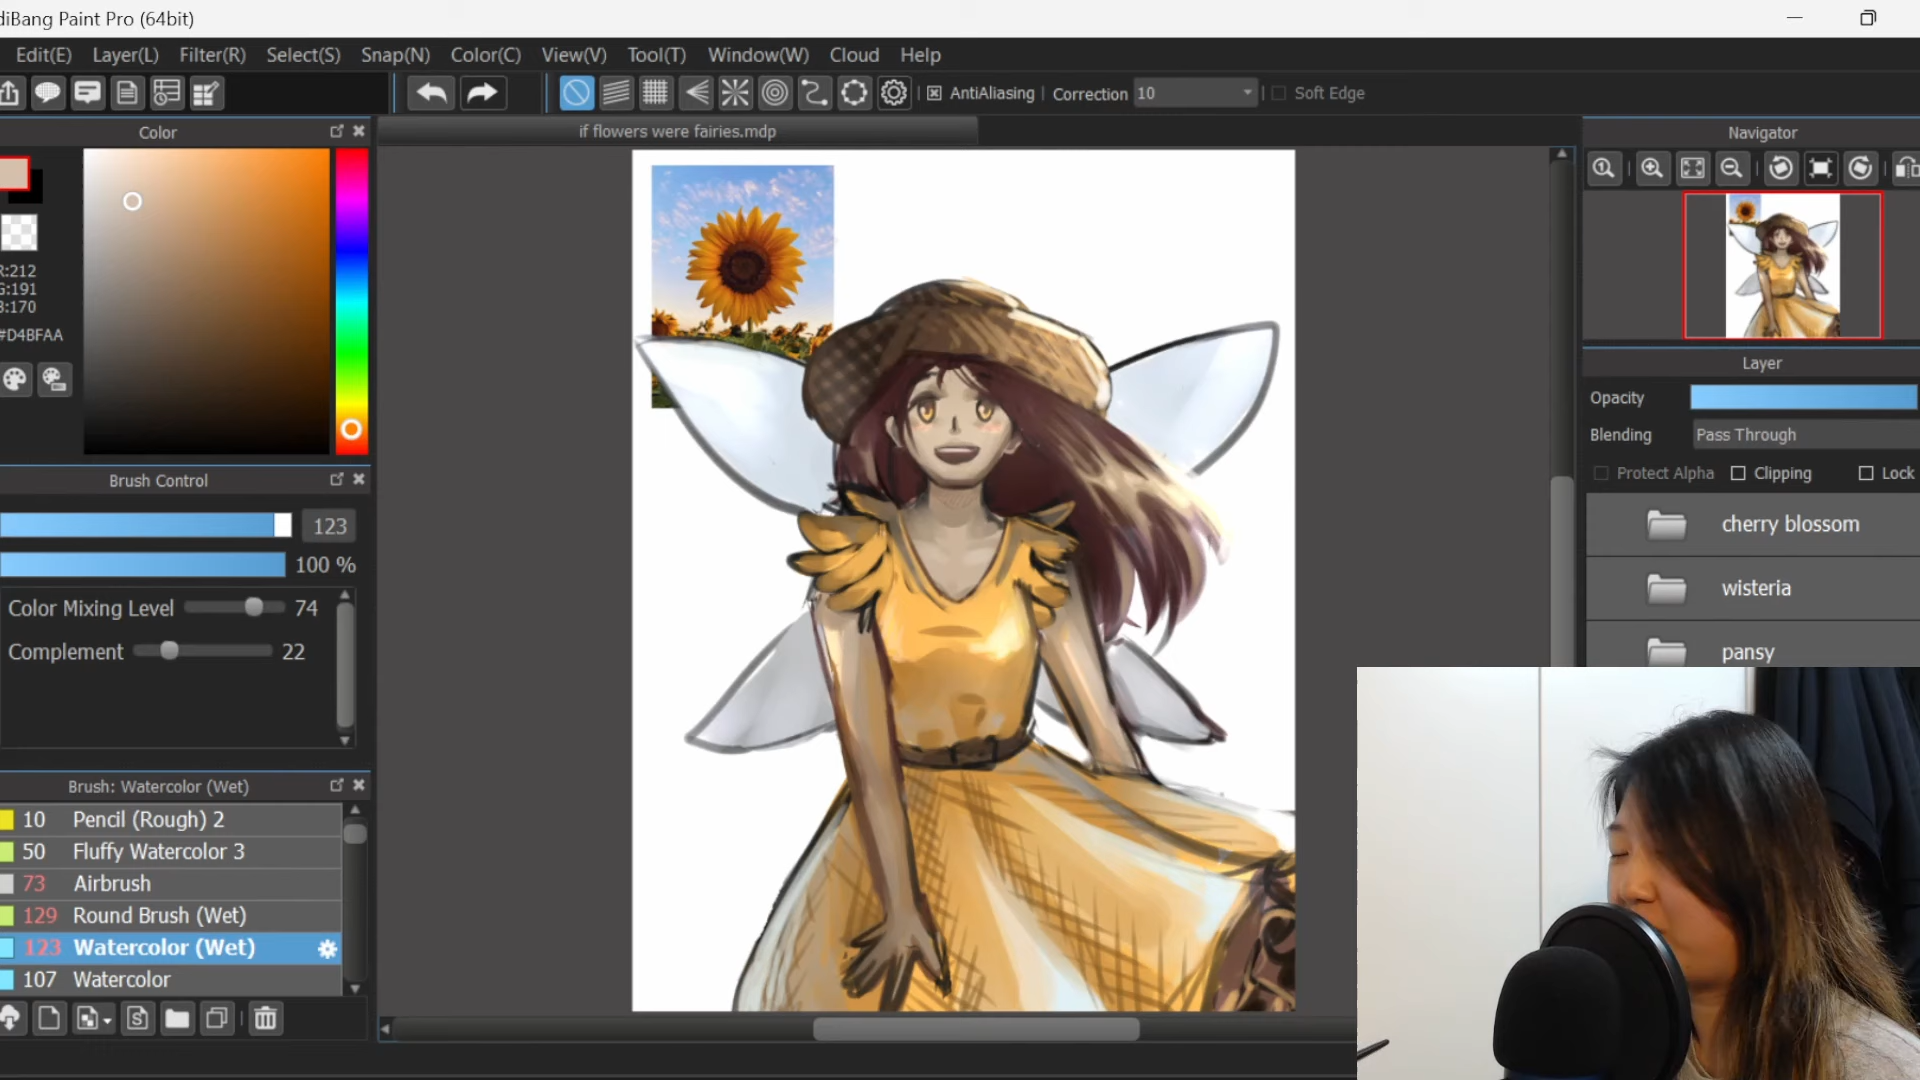 diBang Paint Pro (64bit)
Edit(E) Layer(L) Filter(R) Select(S) Snap(N) Color(C) View(V) Tool(T) Window(W) Cloud Help
AntiAliasing Correction 10 Soft Edge
Color
if flowers were fairies.mdp
Navigator
R:212
G:191
B:170
#D4BFAA
Layer
Opacity
Blending Pass Through
Protect Alpha Clipping Lock
cherry blossom
wisteria
pansy
Brush Control
123
100 %
Color Mixing Level 74
Complement 22
Brush: Watercolor (Wet)
10 Pencil (Rough) 2
50 Fluffy Watercolor 3
73 Airbrush
129 Round Brush (Wet)
123 Watercolor (Wet)
107 Watercolor